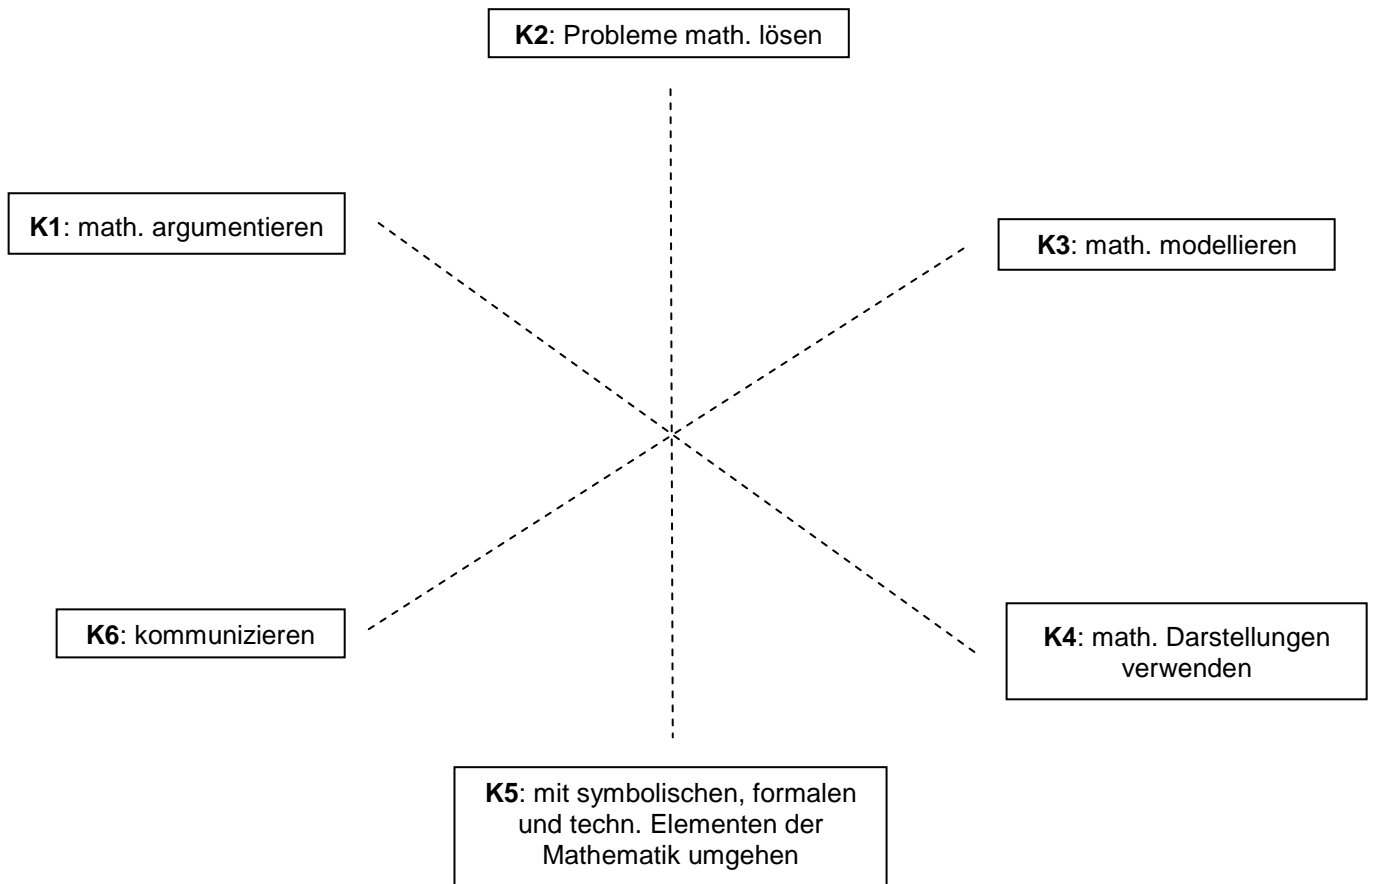 K2: Probleme math. lösen
K1: math. argumentieren
K3: math. modellieren
K6: kommunizieren
K4: math. Darstellungen
verwenden
K5: mit symbolischen, formalen
und techn. Elementen der
Mathematik umgehen